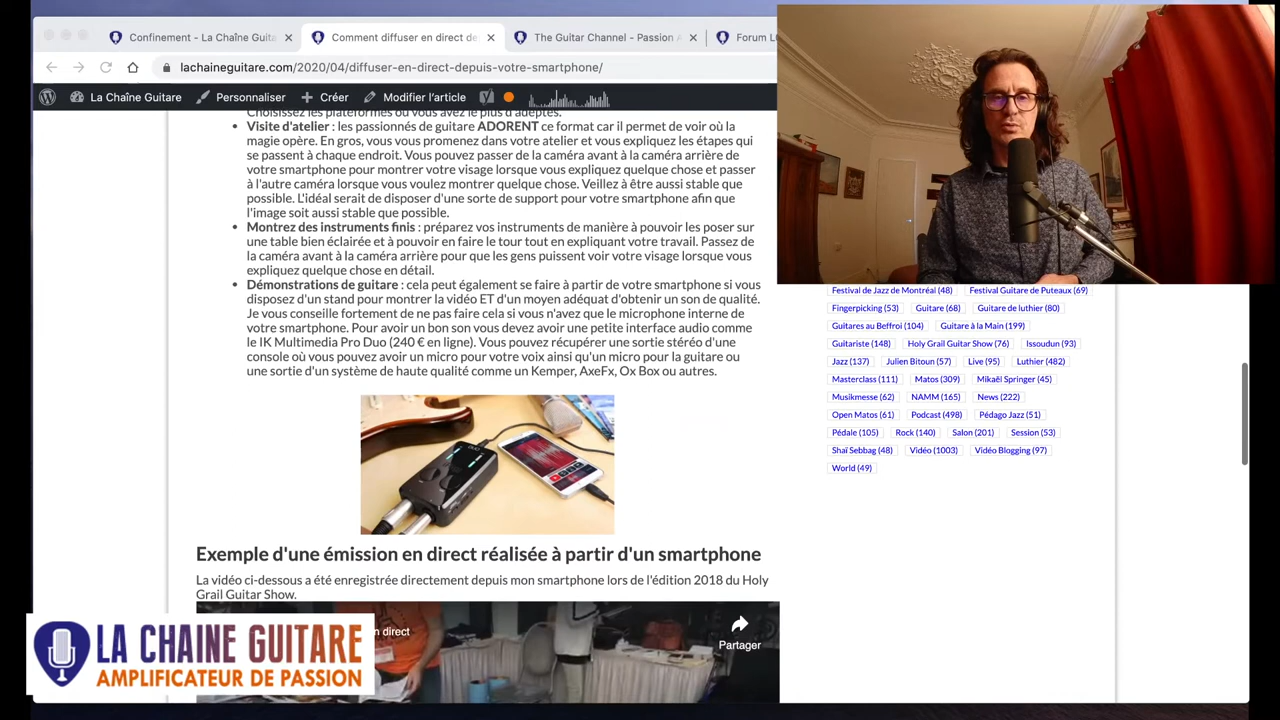 Confinement - La Chaîne Guita
Comment diffuser en direct de
The Guitar Channel - Passion A
Forum L
lachaineguitare.com/2020/04/diffuser-en-direct-depuis-votre-smartphone/
La Chaîne Guitare
Personnaliser
Créer
Modifier l'article
Choisissez les plateformes où vous avez le plus d'adeptes.
• Visite d'atelier : les passionnés de guitare ADORENT ce format car il permet de voir où la
magie opère. En gros, vous vous promenez dans votre atelier et vous expliquez les étapes qui
se passent à chaque endroit. Vous pouvez passer de la caméra avant à la caméra arrière de
votre smartphone pour montrer votre visage lorsque vous expliquez quelque chose et passer
à l'autre caméra lorsque vous voulez montrer quelque chose. Veillez à être aussi stable que
possible. L'idéal serait de disposer d'une sorte de support pour votre smartphone afin que
l'image soit aussi stable que possible.
• Montrez des instruments finis : préparez vos instruments de manière à pouvoir les poser sur
une table bien éclairée et à pouvoir en faire le tour tout en expliquant votre travail. Passez de
la caméra avant à la caméra arrière pour que les gens puissent voir votre visage lorsque vous
expliquez quelque chose en détail.
• Démonstrations de guitare : cela peut également se faire à partir de votre smartphone si vous
disposez d'un stand pour montrer la vidéo ET d'un moyen adéquat d'obtenir un son de qualité.
Je vous conseille fortement de ne pas faire cela si vous n'avez que le microphone interne de
votre smartphone. Pour avoir un bon son vous devez avoir une petite interface audio comme
le IK Multimedia Pro Duo (240 € en ligne). Vous pouvez récupérer une sortie stéréo d'une
console où vous pouvez avoir un micro pour votre voix ainsi qu'un micro pour la guitare ou
une sortie d'un système de haute qualité comme un Kemper, AxeFx, Ox Box ou autres.
Exemple d'une émission en direct réalisée à partir d'un smartphone
La vidéo ci-dessous a été enregistrée directement depuis mon smartphone lors de l'édition 2018 du Holy
Grail Guitar Show.
n direct
Partager
LA CHAINE GUITARE
AMPLIFICATEUR DE PASSION
Festival de Jazz de Montréal (48) Festival Guitare de Puteaux (69)
Fingerpicking (53) Guitare (68) Guitare de luthier (80)
Guitares au Beffroi (104) Guitare à la Main (199)
Guitariste (148) Holy Grail Guitar Show (76) Issoudun (93)
Jazz (137) Julien Bitoun (57) Live (95) Luthier (482)
Masterclass (111) Matos (309) Mikaël Springer (45)
Musikmesse (62) NAMM (165) News (222)
Open Matos (61) Podcast (498) Pédago Jazz (51)
Pédale (105) Rock (140) Salon (201) Session (53)
Shaï Sebbag (48) Vidéo (1003) Vidéo Blogging (97)
World (49)